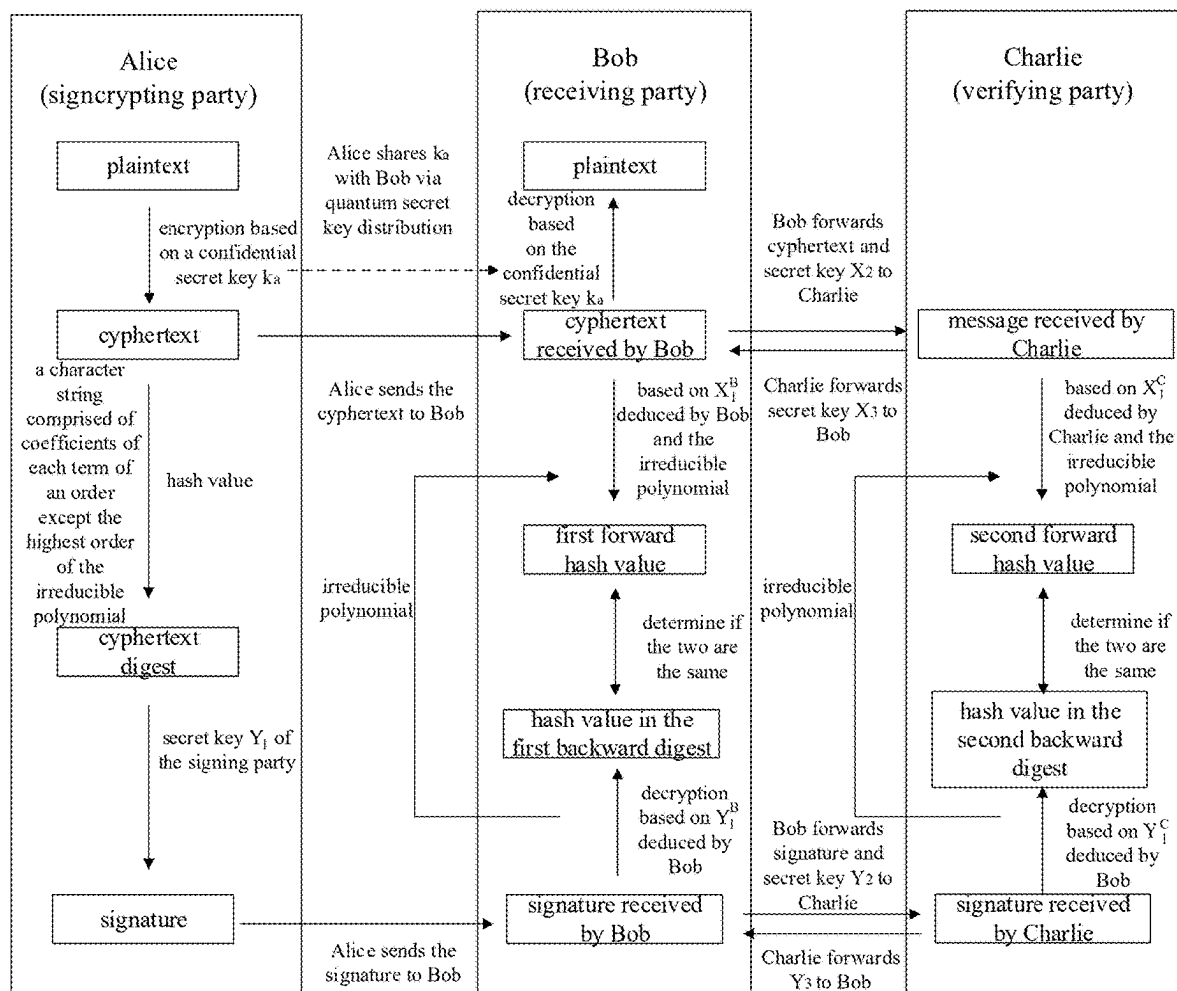 Alice
(signcrypting party)
plaintext
encryption based
on a confidential
secret key kₐ
cyphertext
a character
string
comprised of
coefficients of
each term of
an order
except the
highest order
of the
irreducible
polynomial
hash value
cyphertext
digest
secret key Y₁ of
the signing party
signature
Alice shares kₐ
with Bob via
quantum secret
key distribution
Alice sends the
cyphertext to Bob
irreducible
polynomial
Alice sends the
signature to Bob
Bob
(receiving party)
plaintext
decryption
based
on the
confidential
secret key kₐ
cyphertext
received by Bob
based on X₁ᴮ
deduced by Bob
and the
irreducible
polynomial
first forward
hash value
determine if
the two are
the same
hash value in the
first backward digest
decryption
based on Y₁ᴮ
deduced by
Bob
signature received
by Bob
Bob forwards
cyphertext and
secret key X₂ to
Charlie
Charlie forwards
secret key X₃ to
Bob
irreducible
polynomial
Bob forwards
signature and
secret key Y₂ to
Charlie
Charlie forwards
Y₃ to Bob
Charlie
(verifying party)
message received by
Charlie
based on X₁ᶜ
deduced by
Charlie and the
irreducible
polynomial
second forward
hash value
determine if
the two are
the same
hash value in the
second backward
digest
decryption
based on Y₁ᶜ
deduced by
Bob
signature received
by Charlie